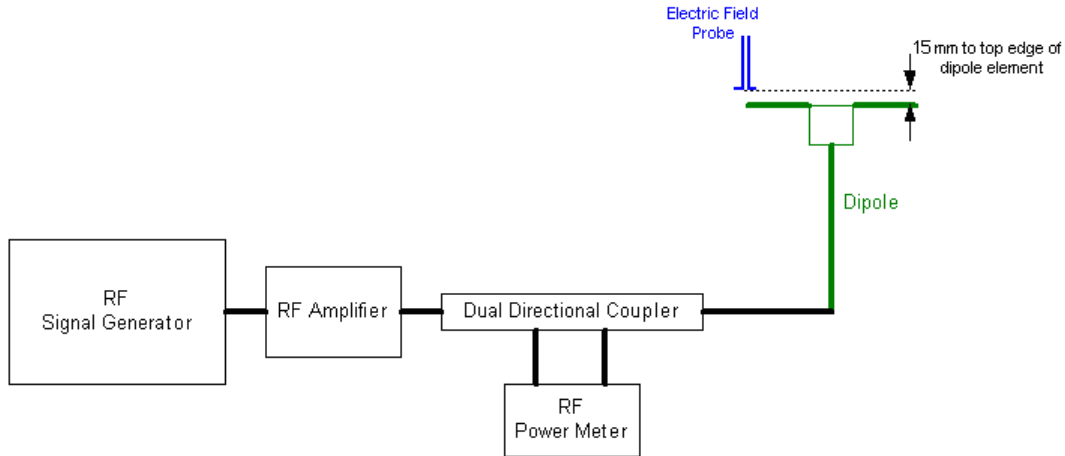 Electric Field
Probe
15 mm to top edge of
dipole element
Dipole
RF
Signal Generator
RF Amplifier
Dual Directional Coupler
RF
Power Meter